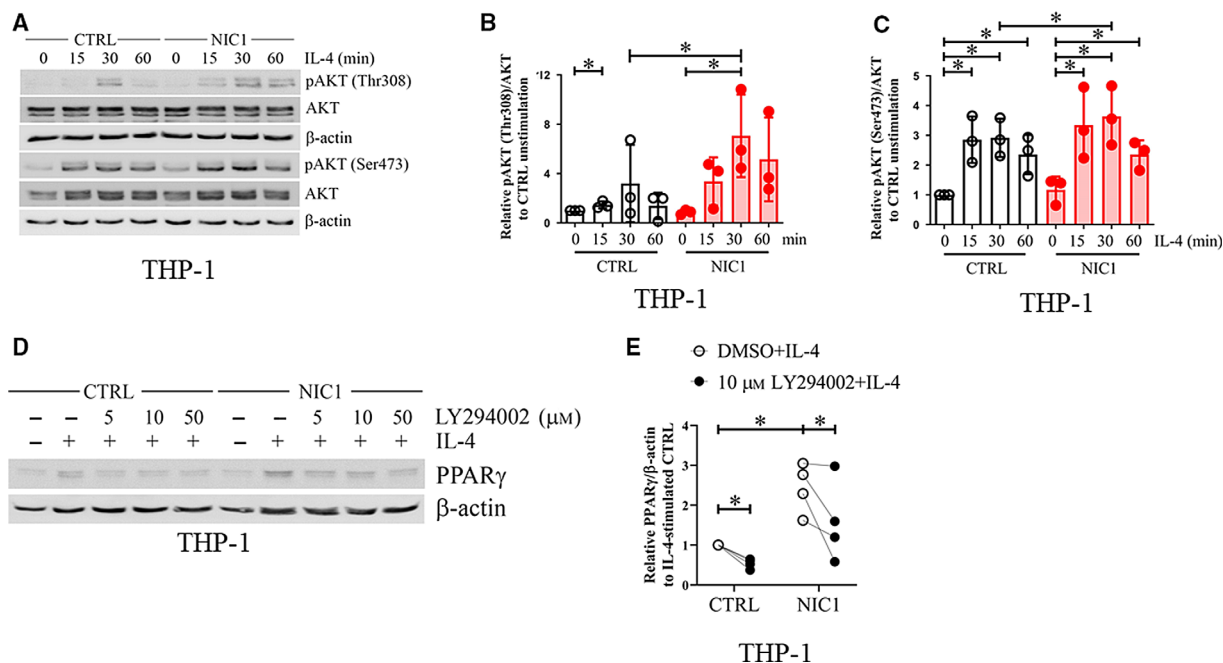 A
CTRL NIC1
0 15 30 60 0 15 30 60 IL-4 (min)
pAKT (Thr308)
AKT
β-actin
pAKT (Ser473)
AKT
β-actin
THP-1
B
Relative pAKT (Thr308)/AKT
to CTRL unstimulation
12
8
4
0
* * *
0 15 30 60 0 15 30 60 min
CTRL NIC1
THP-1
C
Relative pAKT (Ser473)/AKT
to CTRL unstimulation
5
4
3
2
1
0
*
* *
* *
* *
0 15 30 60 0 15 30 60 IL-4 (min)
CTRL NIC1
THP-1
D
CTRL NIC1
– – 5 10 50 – – 5 10 50 LY294002 (μM)
– + + + + – + + + + IL-4
PPARγ
β-actin
THP-1
E
DMSO+IL-4
10 μM LY294002+IL-4
Relative PPARγ/β-actin
to IL-4-stimulated CTRL
4
3
2
1
0
* *
*
CTRL NIC1
THP-1